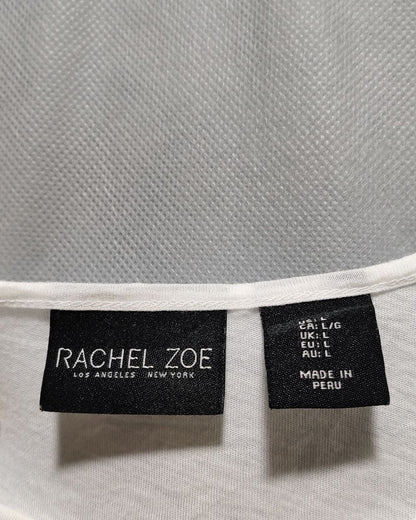 RACHEL ZOE
LOS ANGELES NEW YORK
CA: L/G
UK: L
EU: L
AU: L
MADE IN
PERU